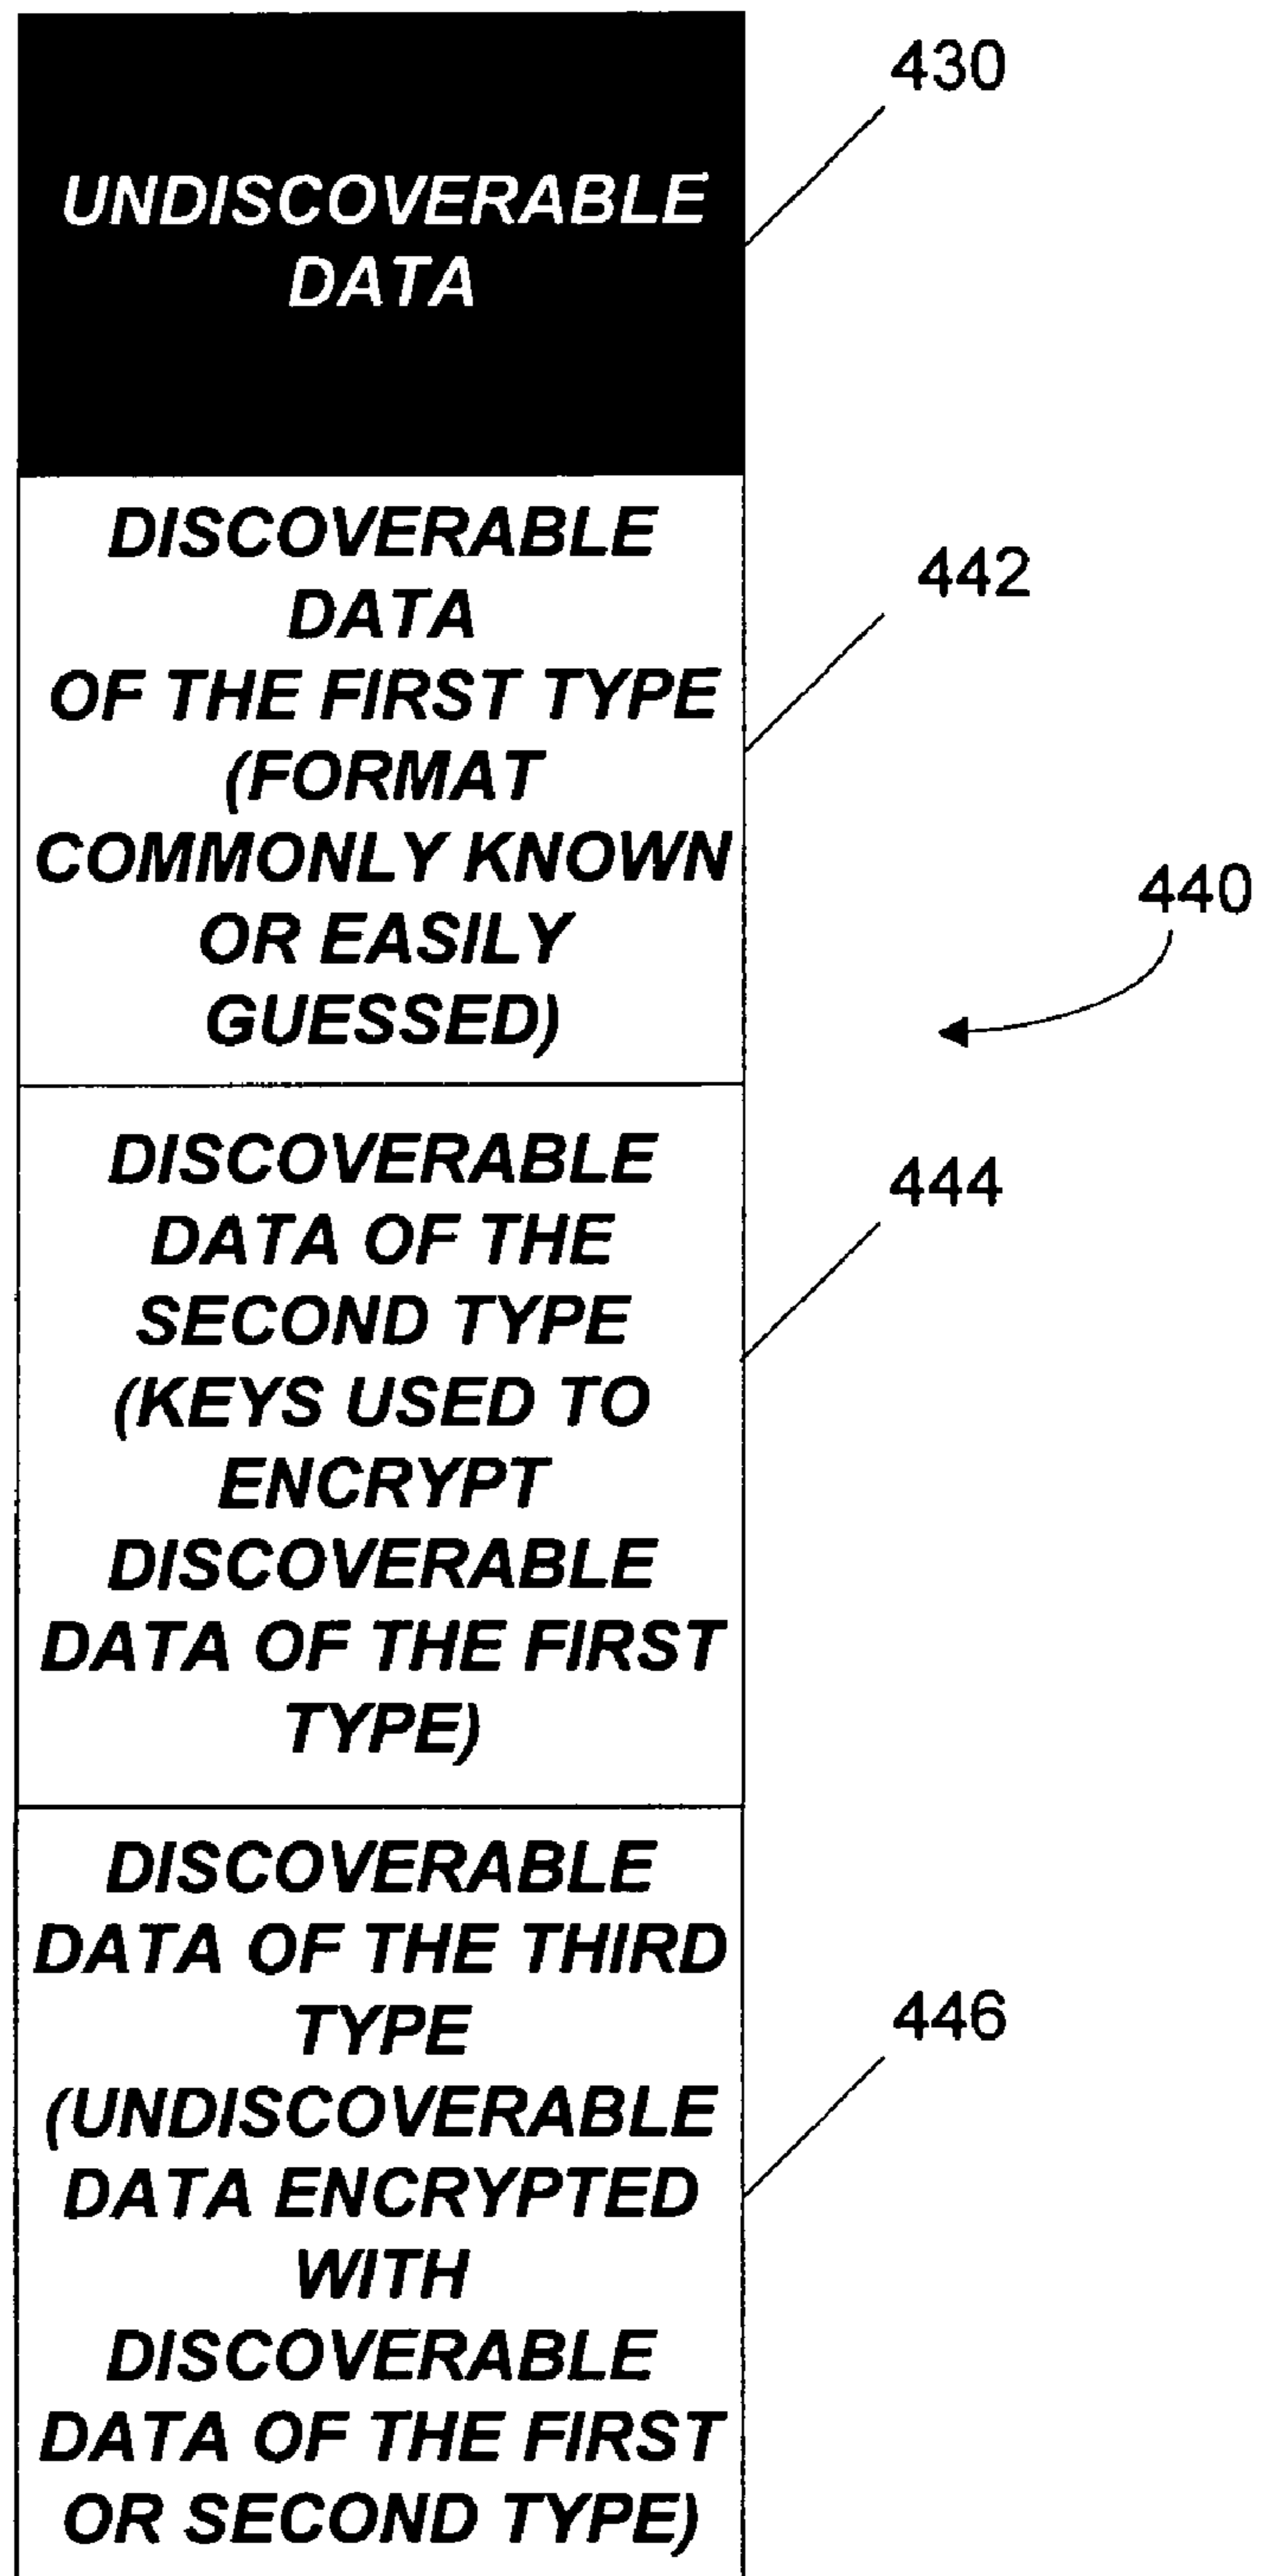 430
UNDISCOVERABLE
DATA
DISCOVERABLE
DATA
OF THE FIRST TYPE
(FORMAT
COMMONLY KNOWN
OR EASILY
GUESSED)
442
440
DISCOVERABLE
DATA OF THE
SECOND TYPE
(KEYS USED TO
ENCRYPT
DISCOVERABLE
DATA OF THE FIRST
TYPE)
444
DISCOVERABLE
DATA OF THE THIRD
TYPE
(UNDISCOVERABLE
DATA ENCRYPTED
WITH
DISCOVERABLE
DATA OF THE FIRST
OR SECOND TYPE)
446